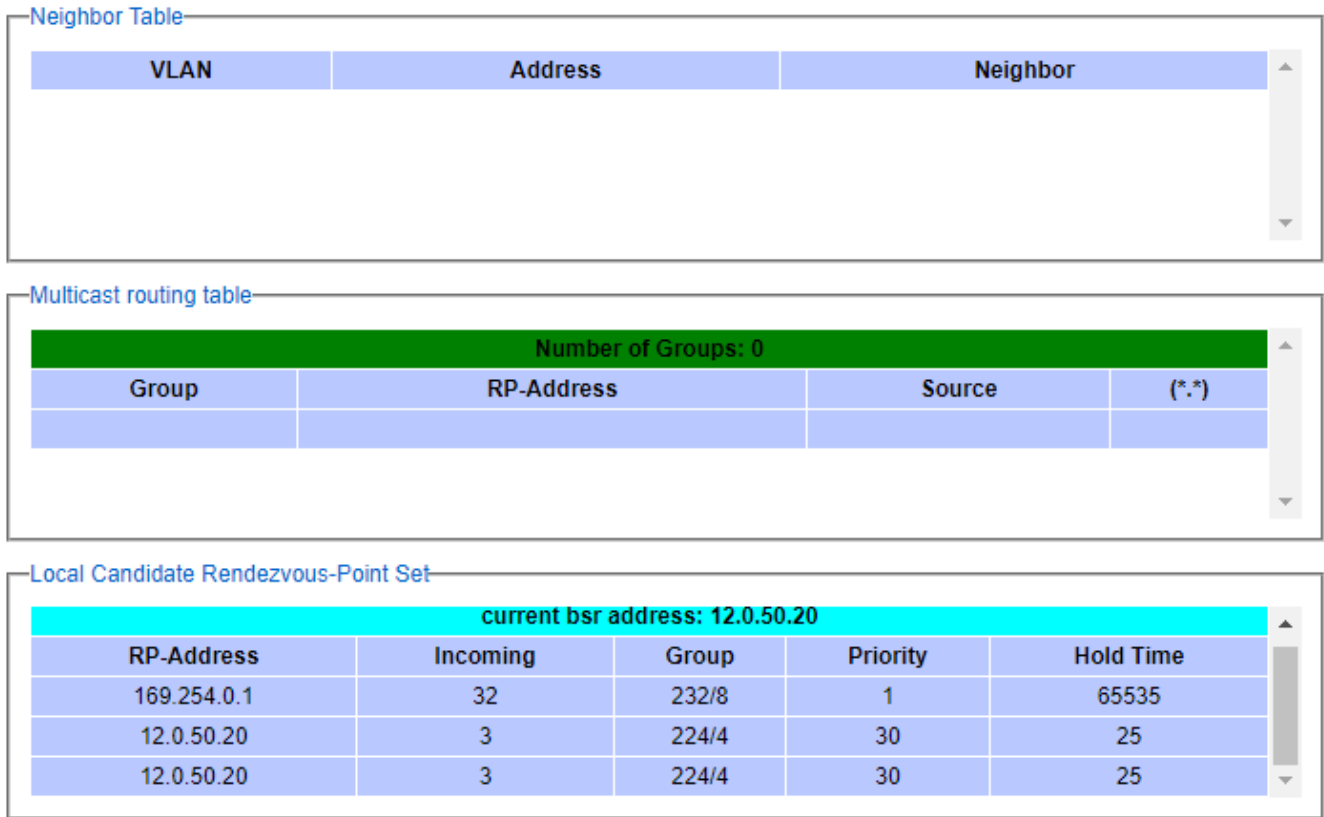 Neighbor Table
VLAN Address Neighbor
Multicast routing table
Number of Groups: 0
Group RP-Address Source (*.*)
Local Candidate Rendezvous-Point Set
current bsr address: 12.0.50.20
RP-Address Incoming Group Priority Hold Time
169.254.0.1 32 232/8 1 65535
12.0.50.20 3 224/4 30 25
12.0.50.20 3 224/4 30 25